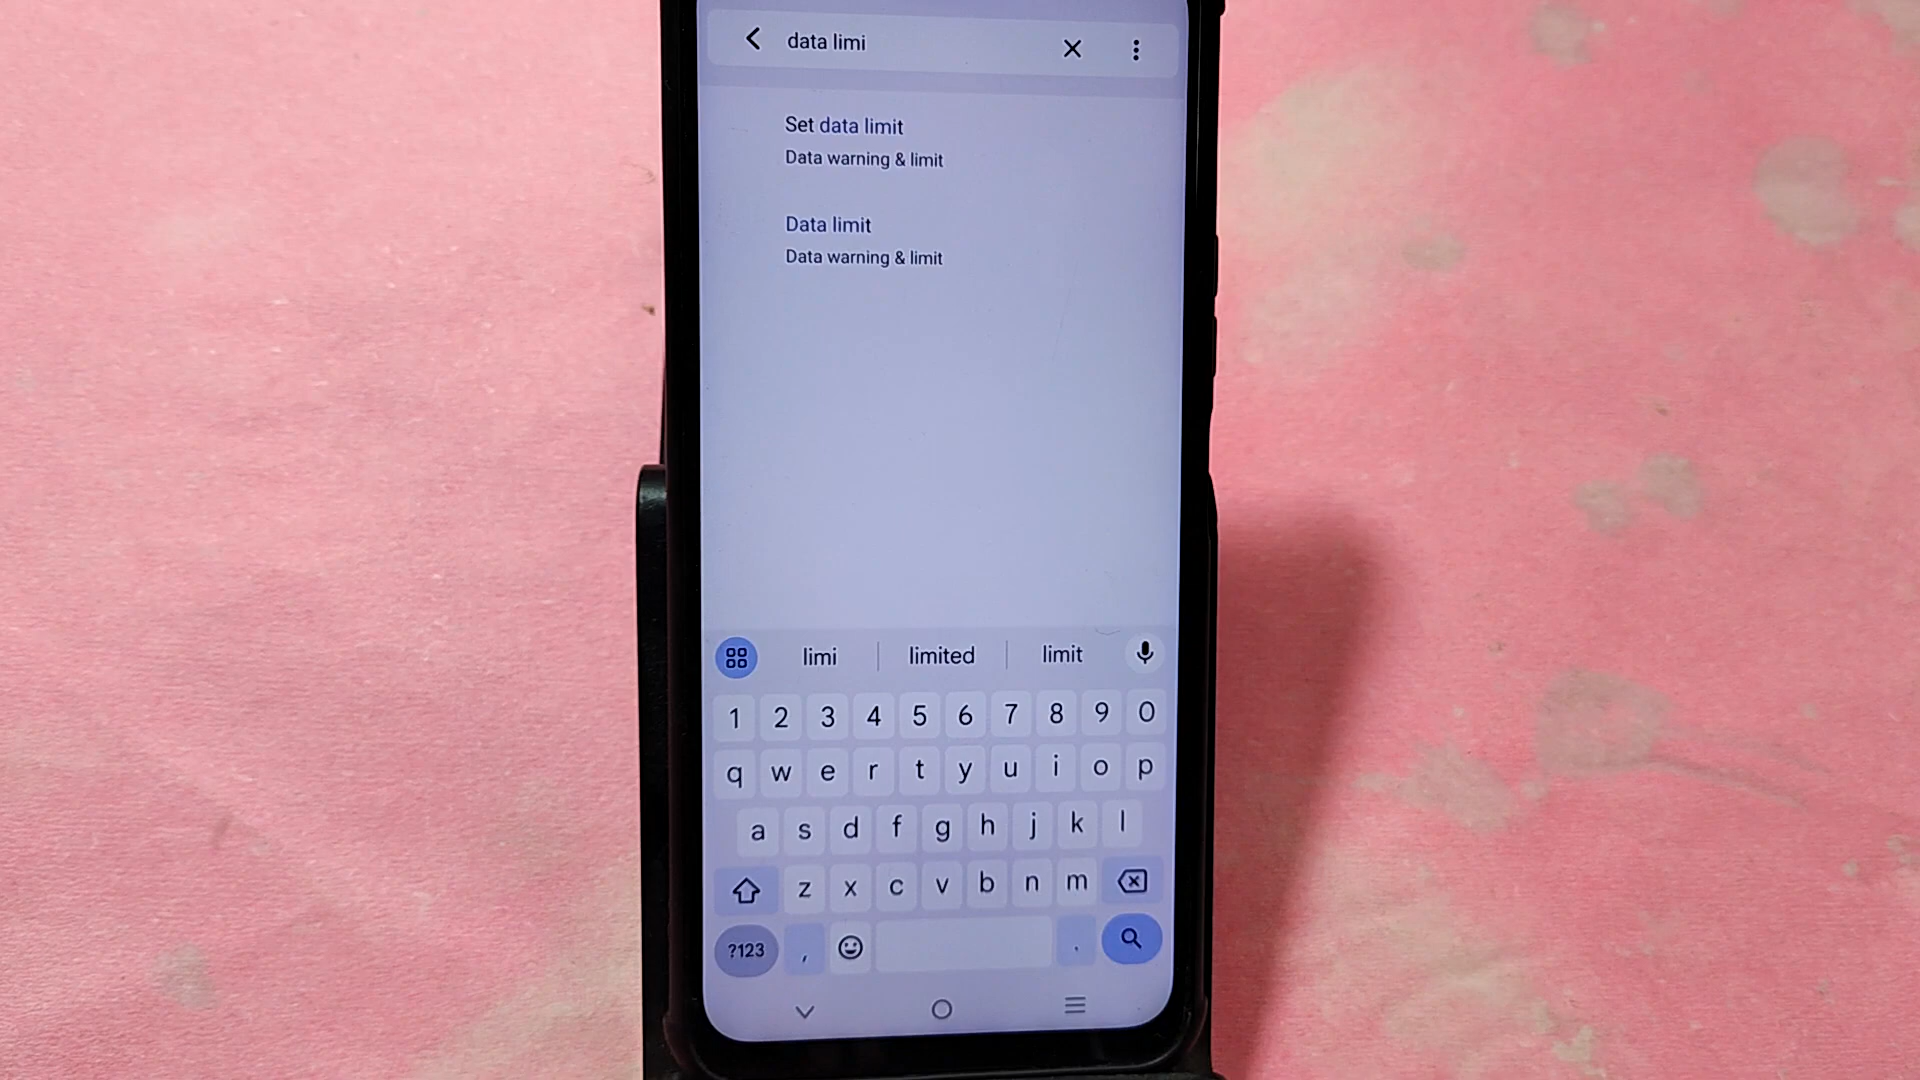 data limi
Set data limit
Data warning & limit
Data limit
Data warning & limit
limi limited limit
1 2 3 4 5 6 7 8 9 0
q w e r t y u i o p
a s d f g h j k l
z x c v b n m
?123 , .